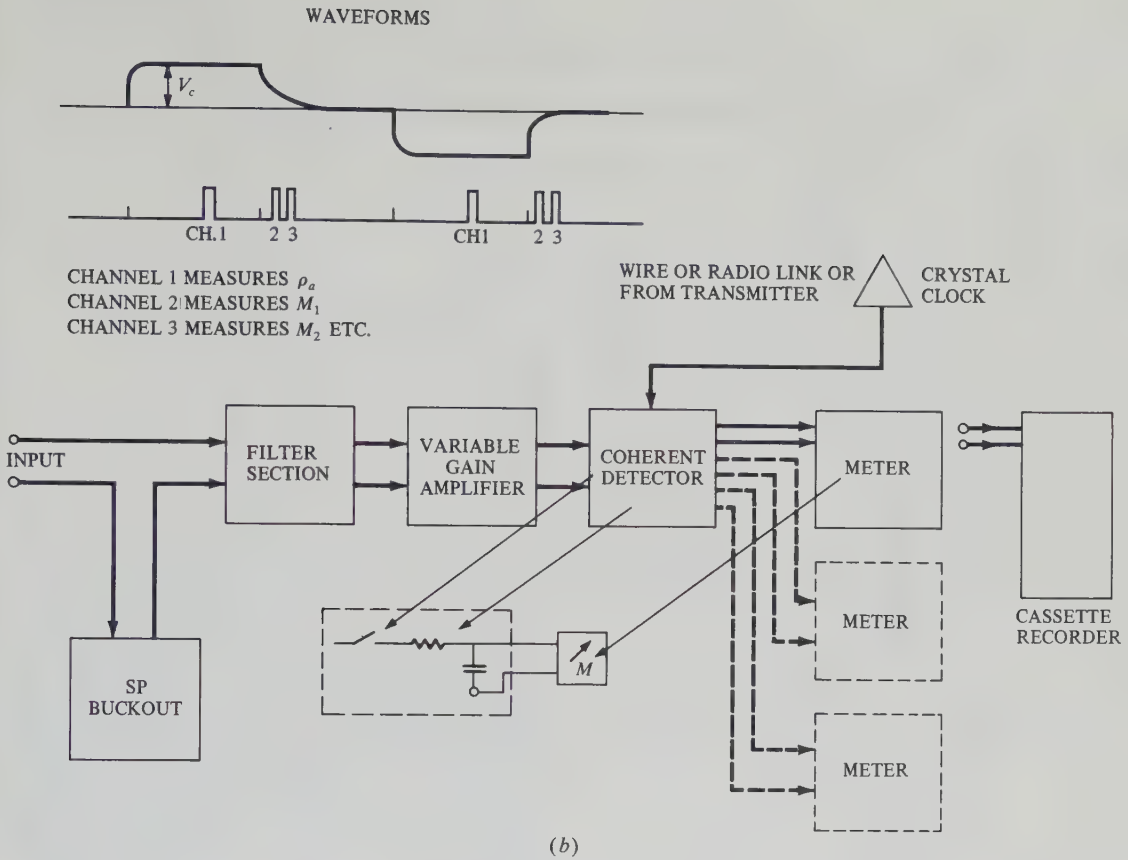 WAVEFORMS
V_c
CH. 1 2 3 CH1 2 3
CHANNEL 1 MEASURES ρ_a
CHANNEL 2 MEASURES M_1
CHANNEL 3 MEASURES M_2 ETC.
WIRE OR RADIO LINK OR
FROM TRANSMITTER
CRYSTAL
CLOCK
INPUT
FILTER
SECTION
VARIABLE
GAIN
AMPLIFIER
COHERENT
DETECTOR
METER
CASSETTE
RECORDER
SP
BUCKOUT
M
METER
METER
(b)